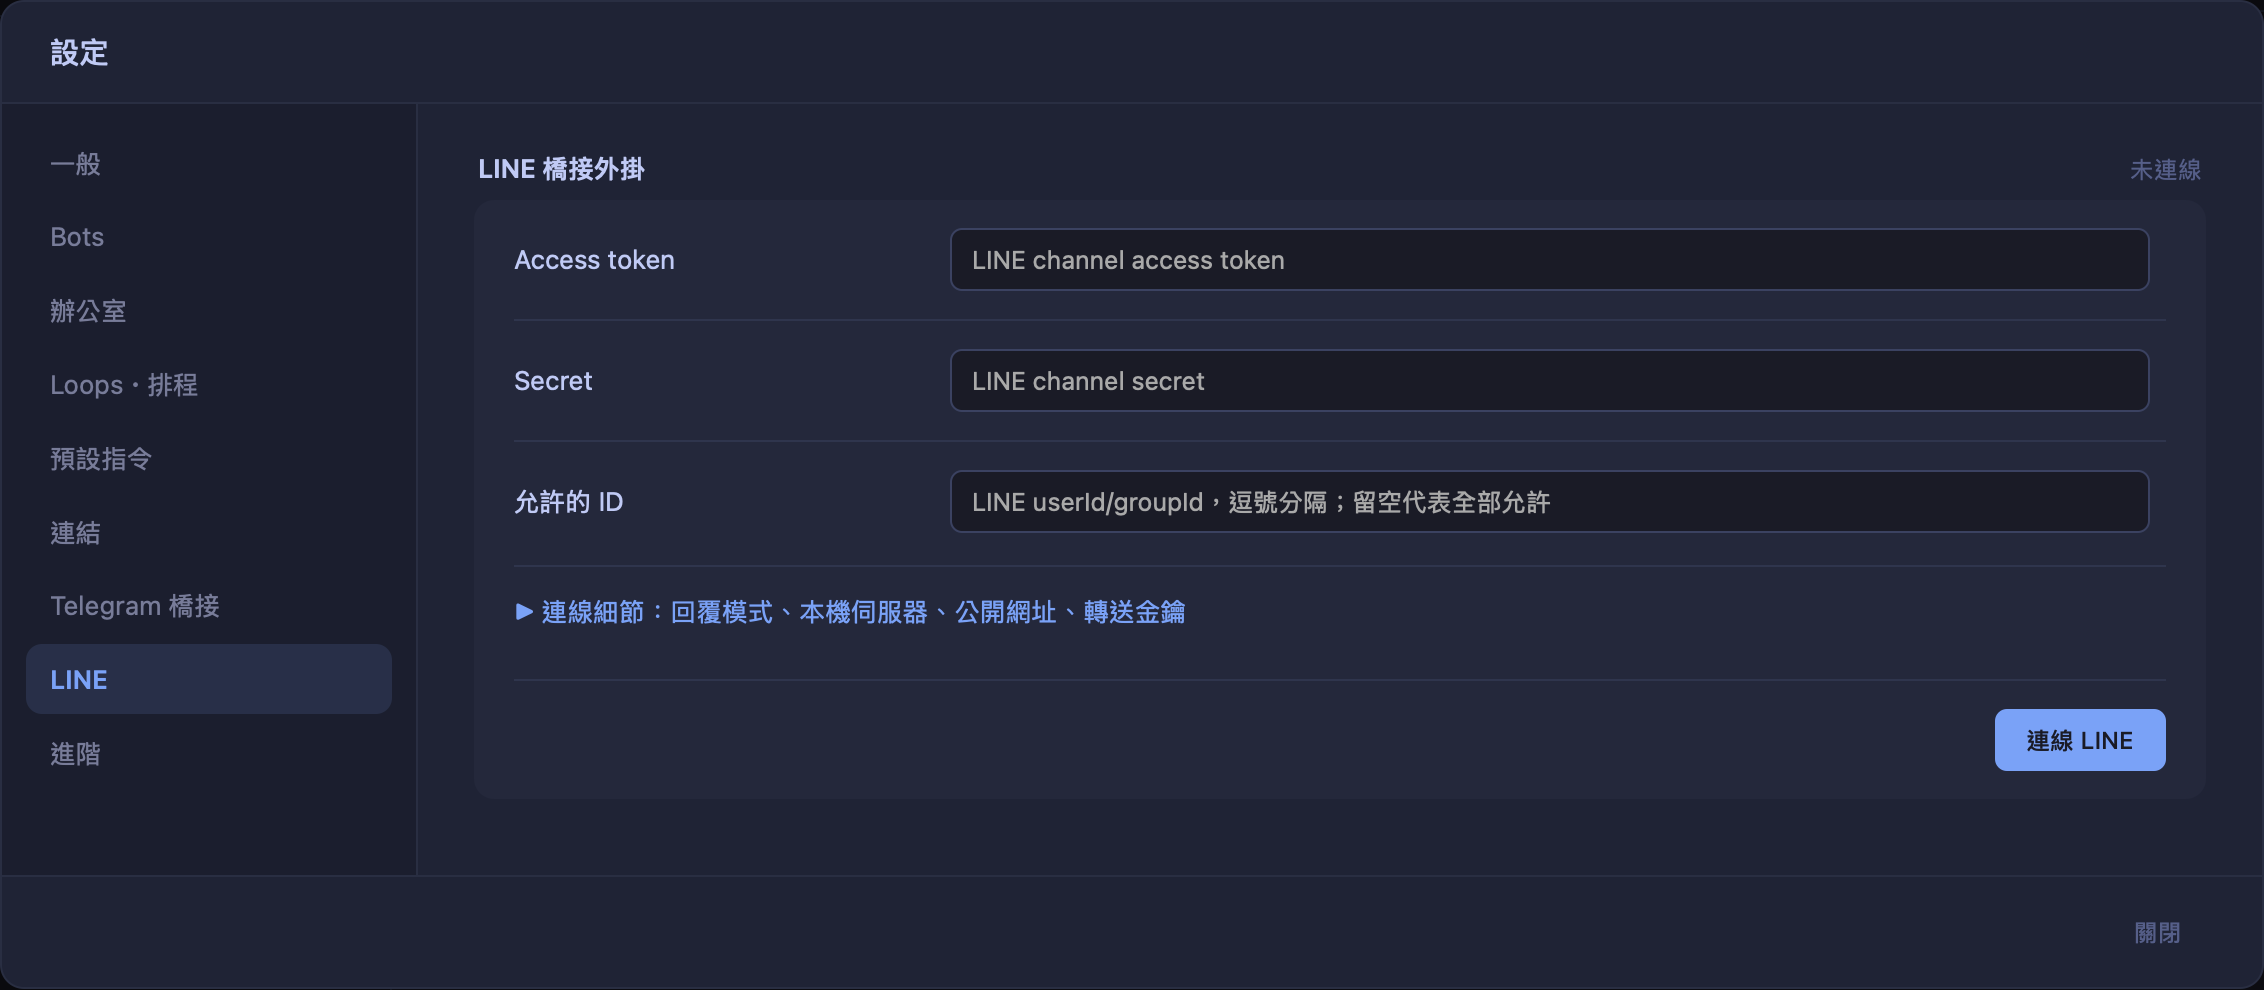 設定
一般
Bots
辦公室
Loops・排程
預設指令
連結
Telegram 橋接
LINE
進階
LINE 橋接外掛
未連線
Access token
LINE channel access token
Secret
LINE channel secret
允許的 ID
LINE userId/groupId，逗號分隔；留空代表全部允許
▶ 連線細節：回覆模式、本機伺服器、公開網址、轉送金鑰
連線 LINE
關閉